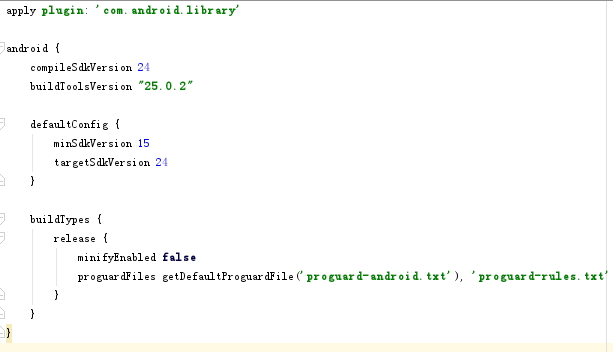 apply plugin: 'com.android.library'
android {
compileSdkVersion 24
buildToolsVersion "25.0.2"
defaultConfig {
minSdkVersion 15
targetSdkVersion 24
}
buildTypes {
release {
minifyEnabled false
proguardFiles getDefaultProguardFile('proguard-android.txt'), 'proguard-rules.txt'
}
}
}